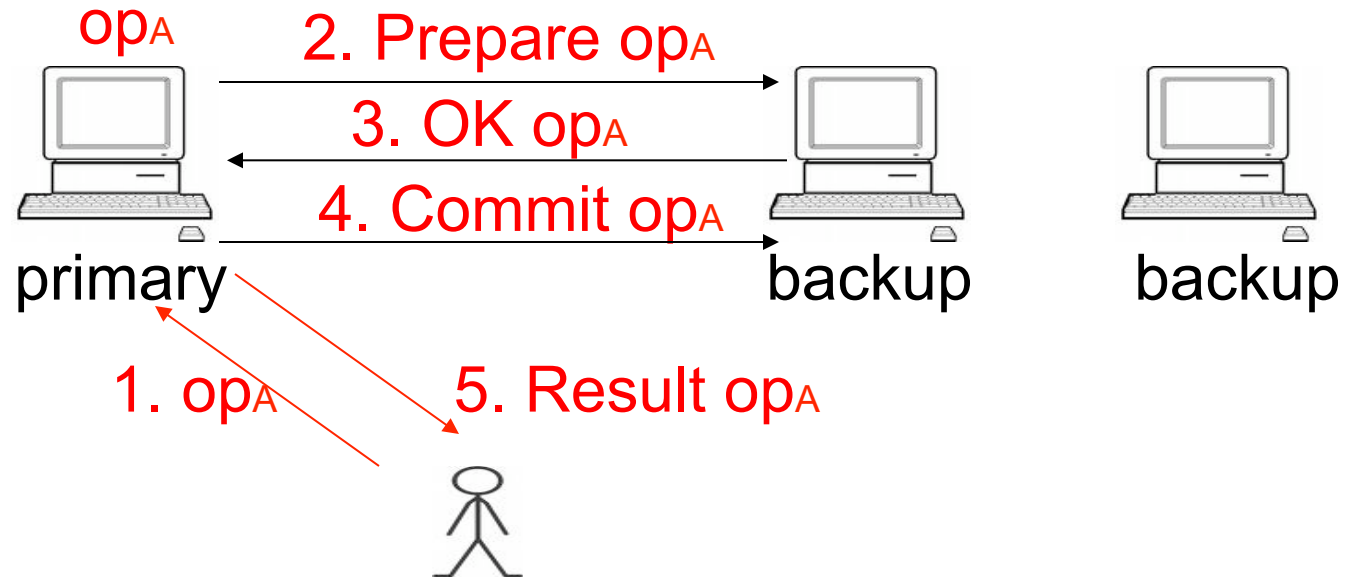 opA
2. Prepare opA
3. OK opA
4. Commit opA
primary
backup
backup
1. opA
5. Result opA